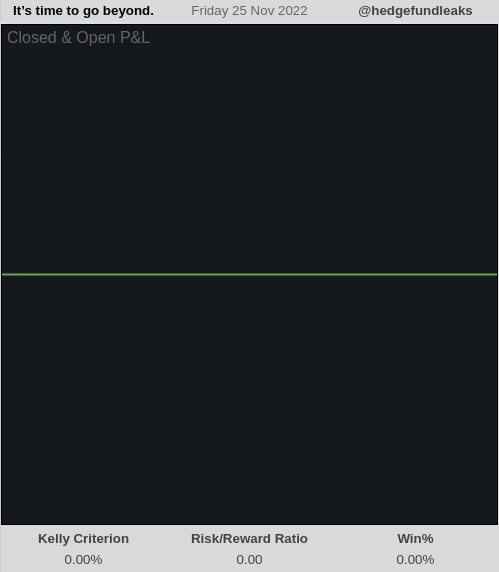 It's time to go beyond. Friday 25 Nov 2022 @hedgefundleaks
Closed & Open P&L
Kelly Criterion Risk/Reward Ratio Win%
0.00% 0.00 0.00%